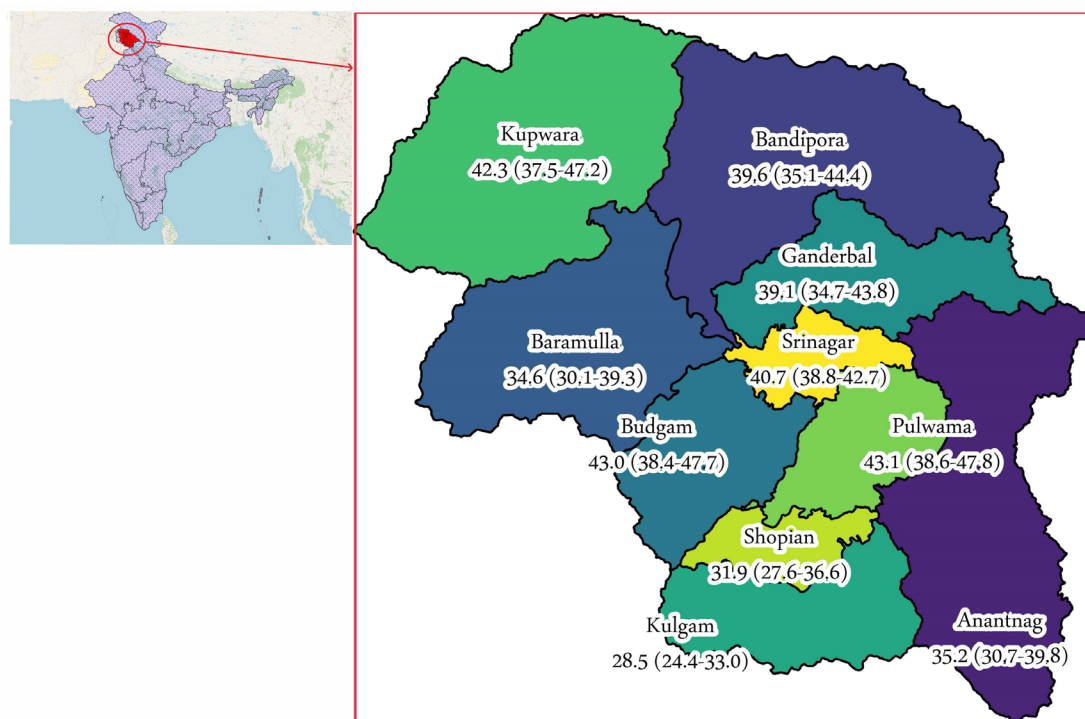 Kupwara
42.3 (37.5-47.2)
Bandipora
39.6 (35.1-44.4)
Ganderbal
39.1 (34.7-43.8)
Baramulla
34.6 (30.1-39.3)
Srinagar
40.7 (38.8-42.7)
Budgam
43.0 (38.4-47.7)
Pulwama
43.1 (38.6-47.8)
Shopian
31.9 (27.6-36.6)
Kulgam
28.5 (24.4-33.0)
Anantnag
35.2 (30.7-39.8)